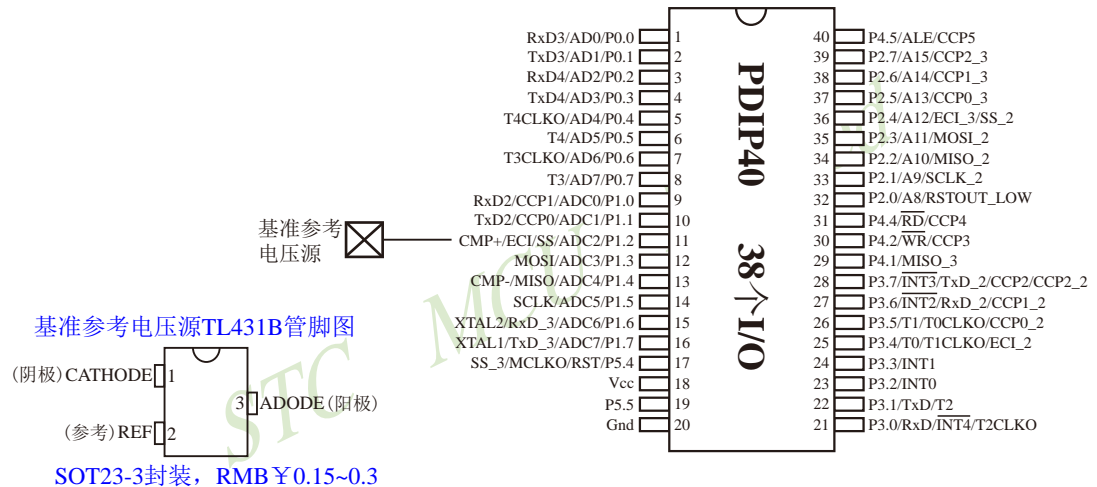 RxD3/AD0/P0.0 1
TxD3/AD1/P0.1 2
RxD4/AD2/P0.2 3
TxD4/AD3/P0.3 4
T4CLKO/AD4/P0.4 5
T4/AD5/P0.5 6
T3CLKO/AD6/P0.6 7
T3/AD7/P0.7 8
RxD2/CCP1/ADC0/P1.0 9
TxD2/CCP0/ADC1/P1.1 10
CMP+/ECI/SS/ADC2/P1.2 11
MOSI/ADC3/P1.3 12
CMP-/MISO/ADC4/P1.4 13
SCLK/ADC5/P1.5 14
XTAL2/RxD_3/ADC6/P1.6 15
XTAL1/TxD_3/ADC7/P1.7 16
SS_3/MCLKO/RST/P5.4 17
Vcc 18
P5.5 19
Gnd 20
PDIP40 38个I/O
40 P4.5/ALE/CCP5
39 P2.7/A15/CCP2_3
38 P2.6/A14/CCP1_3
37 P2.5/A13/CCP0_3
36 P2.4/A12/ECI_3/SS_2
35 P2.3/A11/MOSI_2
34 P2.2/A10/MISO_2
33 P2.1/A9/SCLK_2
32 P2.0/A8/RSTOUT_LOW
31 P4.4/RD/CCP4
30 P4.2/WR/CCP3
29 P4.1/MISO_3
28 P3.7/INT3/TxD_2/CCP2/CCP2_2
27 P3.6/INT2/RxD_2/CCP1_2
26 P3.5/T1/T0CLKO/CCP0_2
25 P3.4/T0/T1CLKO/ECI_2
24 P3.3/INT1
23 P3.2/INT0
22 P3.1/TxD/T2
21 P3.0/RxD/INT4/T2CLKO
基准参考
电压源
基准参考电压源TL431B管脚图
(阴极)CATHODE 1
3 ADODE(阳极)
(参考)REF 2
SOT23-3封装，RMB￥0.15~0.3
STC MCU